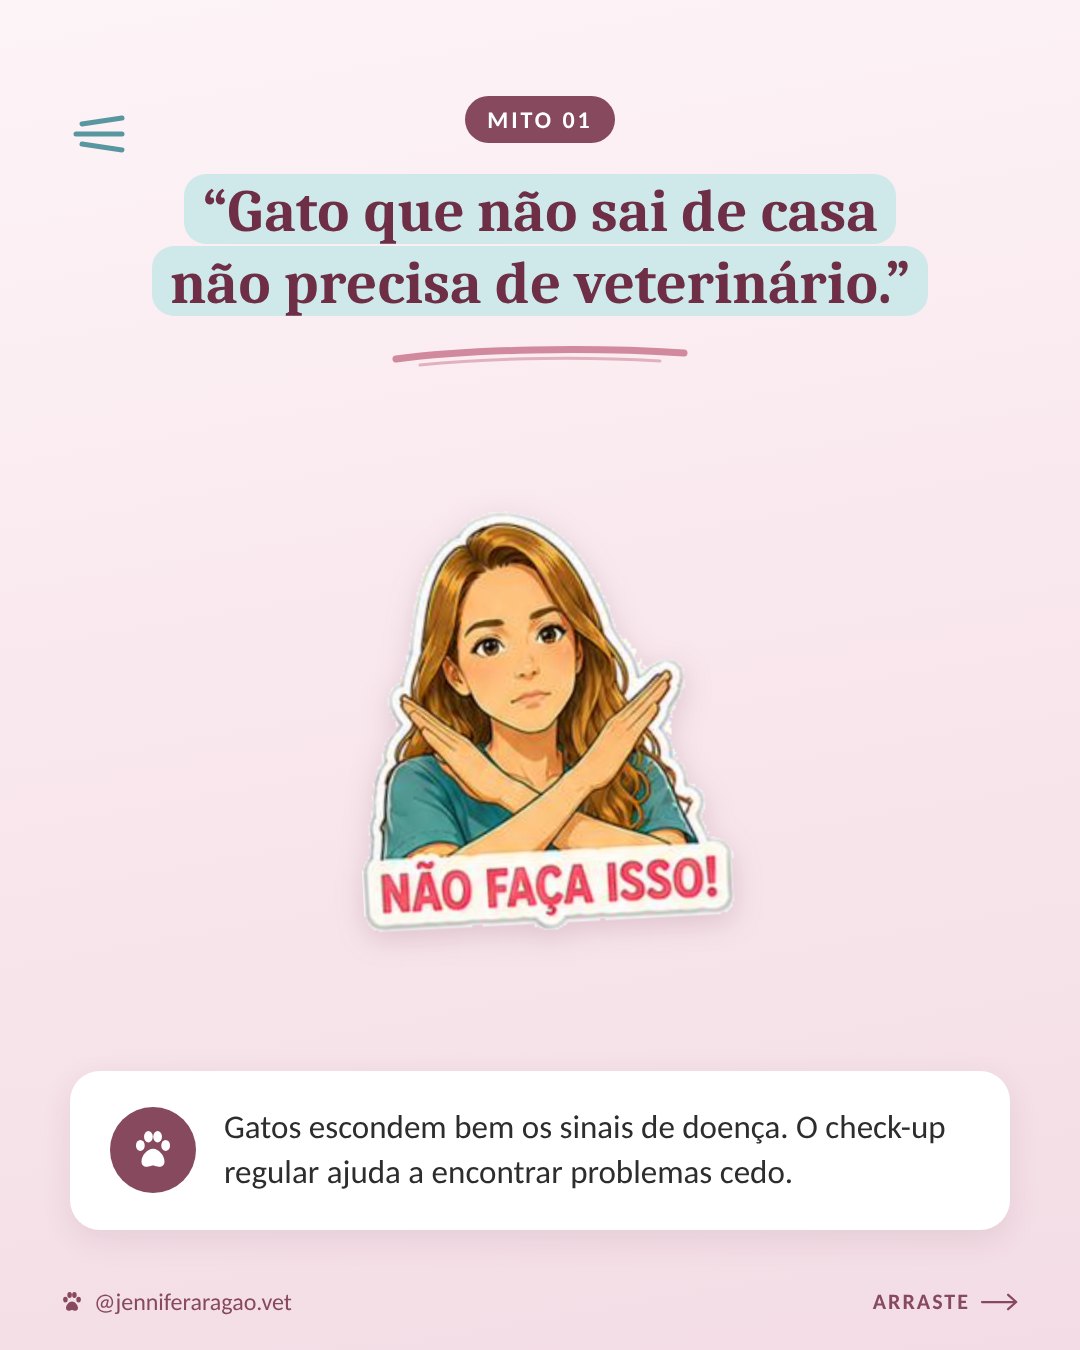 MITO 01
“Gato que não sai de casa
não precisa de veterinário.”
NÃO FAÇA ISSO!
Gatos escondem bem os sinais de doença. O check-up
regular ajuda a encontrar problemas cedo.
@jenniferaragao.vet
ARRASTE